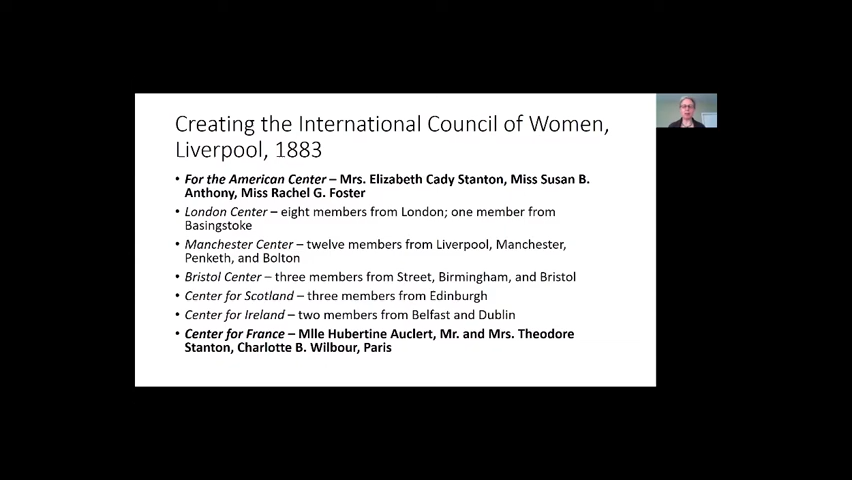 Creating the International Council of Women,
Liverpool, 1883
• For the American Center – Mrs. Elizabeth Cady Stanton, Miss Susan B.
Anthony, Miss Rachel G. Foster
• London Center – eight members from London; one member from
Basingstoke
• Manchester Center – twelve members from Liverpool, Manchester,
Penketh, and Bolton
• Bristol Center – three members from Street, Birmingham, and Bristol
• Center for Scotland – three members from Edinburgh
• Center for Ireland – two members from Belfast and Dublin
• Center for France – Mlle Hubertine Auclert, Mr. and Mrs. Theodore
Stanton, Charlotte B. Wilbour, Paris